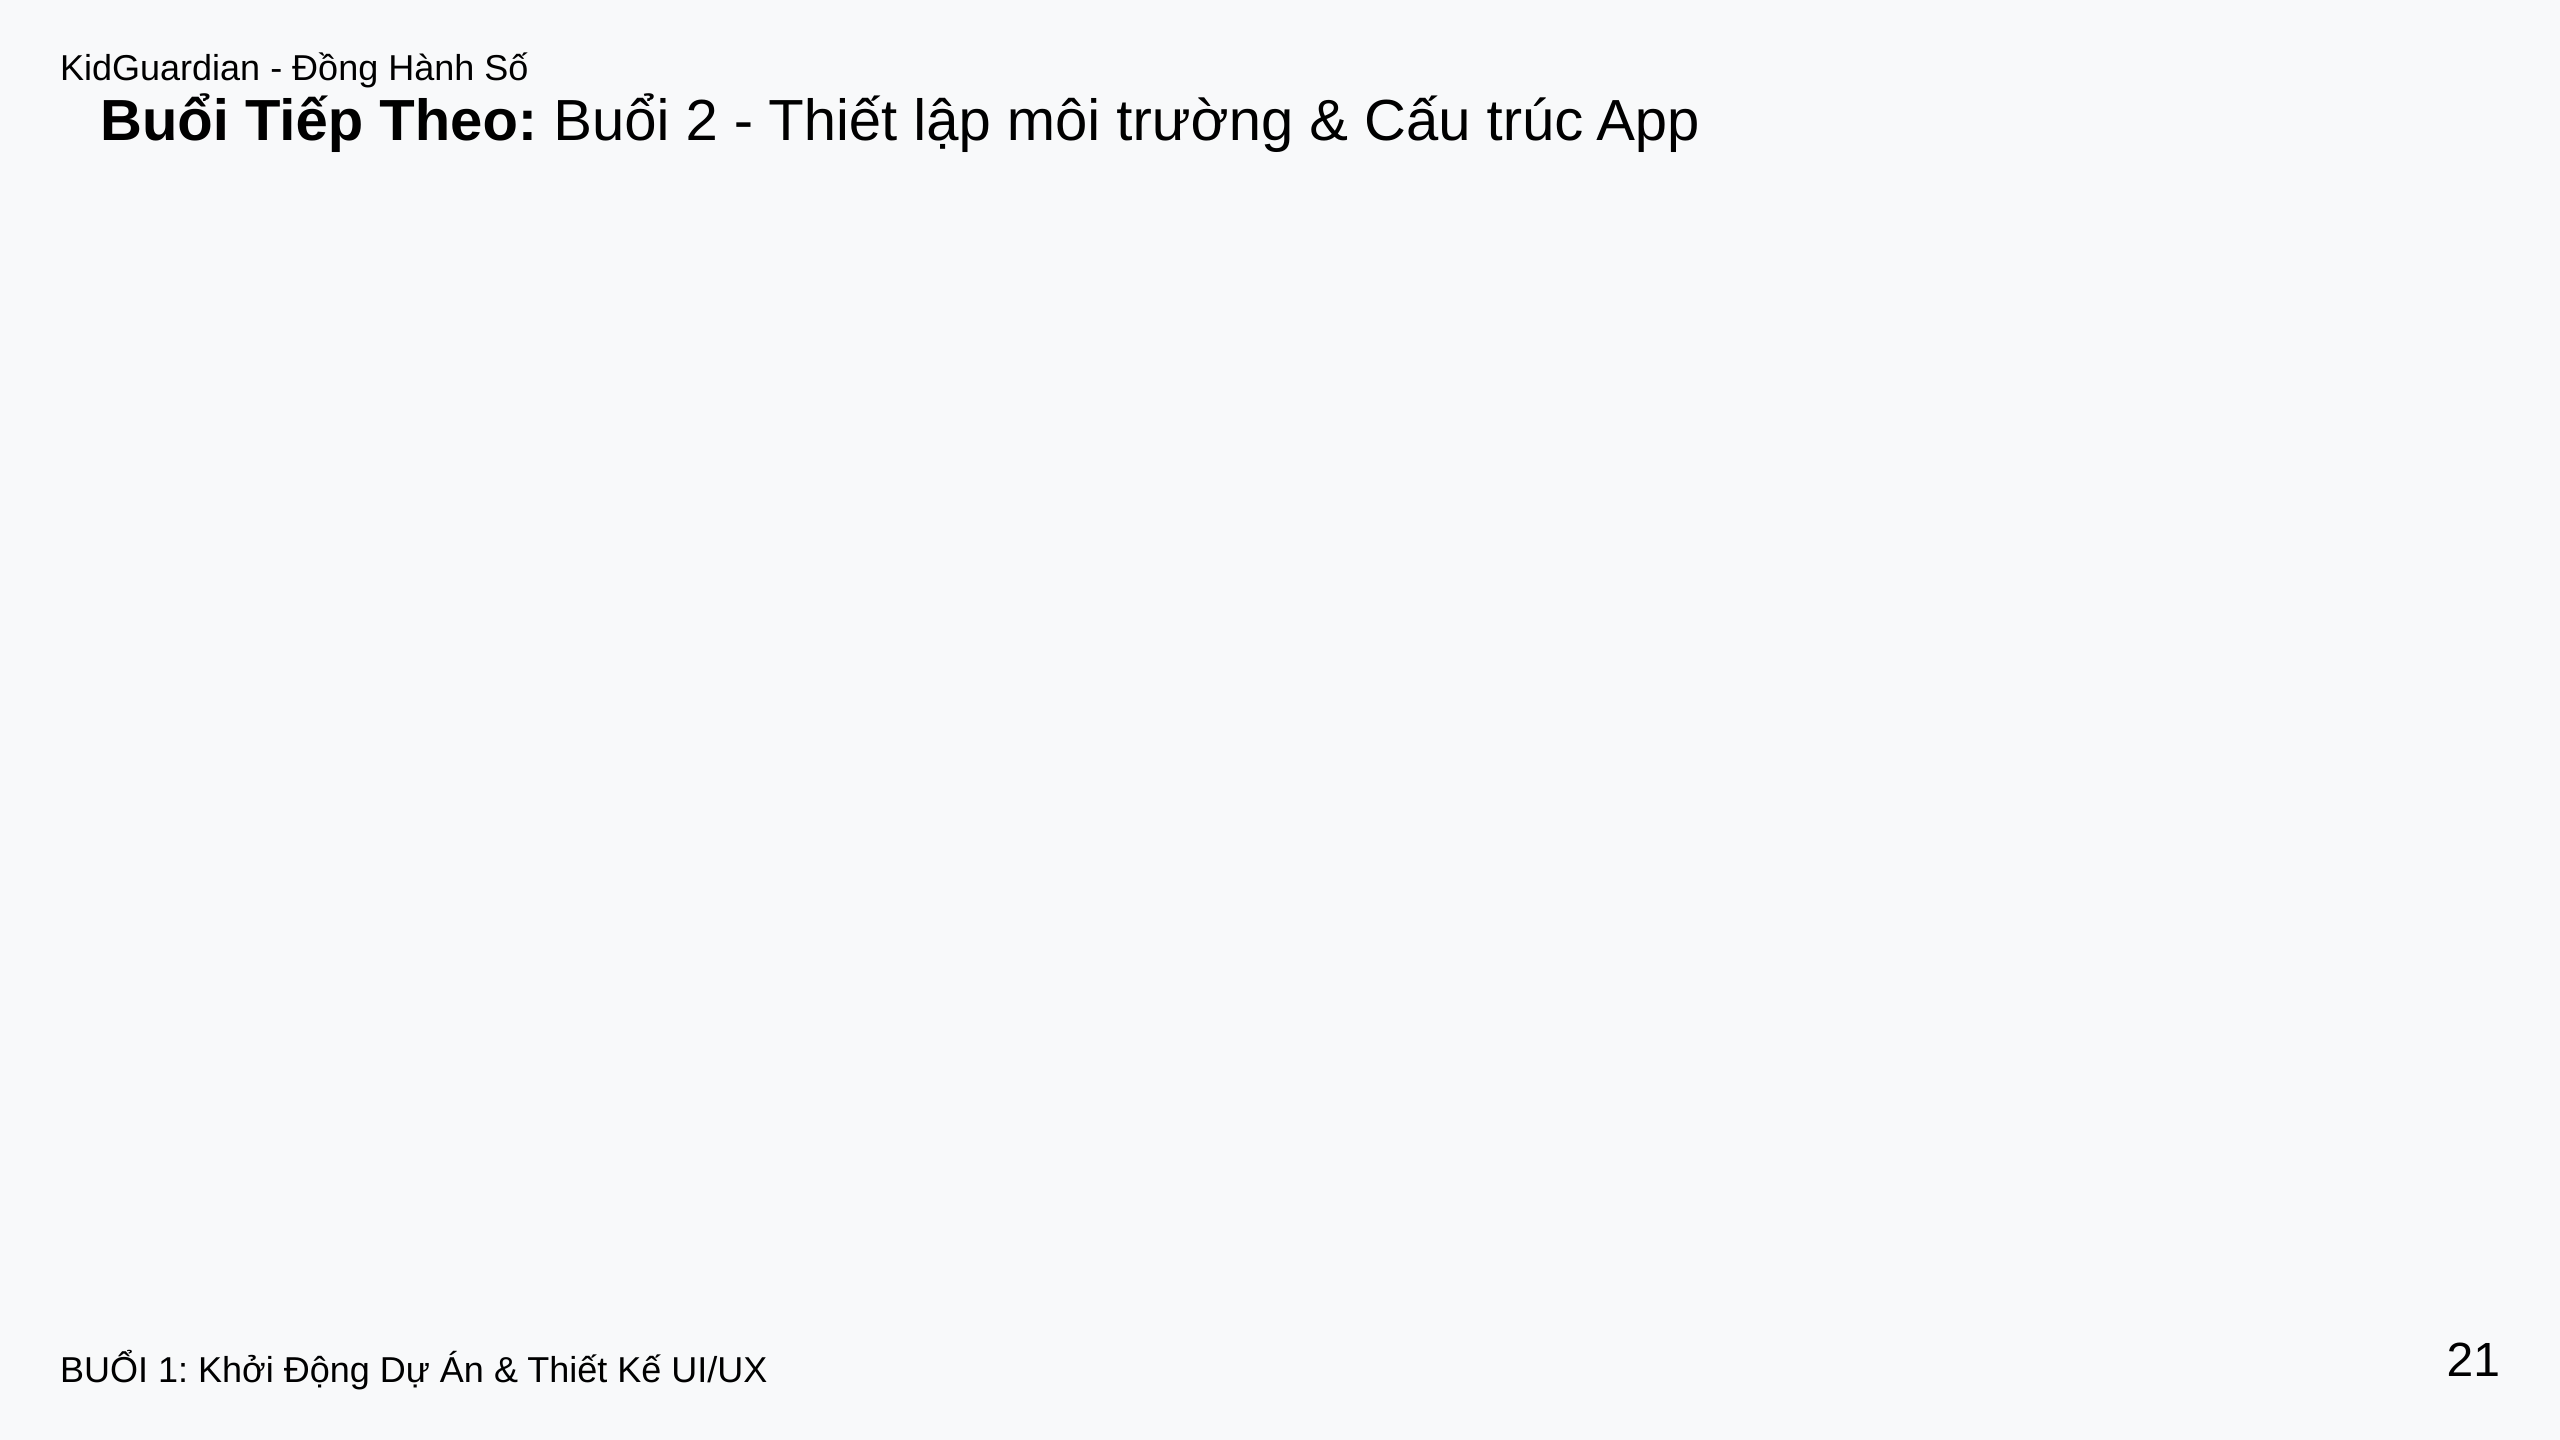 KidGuardian - Đồng Hành Số
Buổi Tiếp Theo: Buổi 2 - Thiết lập môi trường & Cấu trúc App
BUỔI 1: Khởi Động Dự Án & Thiết Kế UI/UX
21